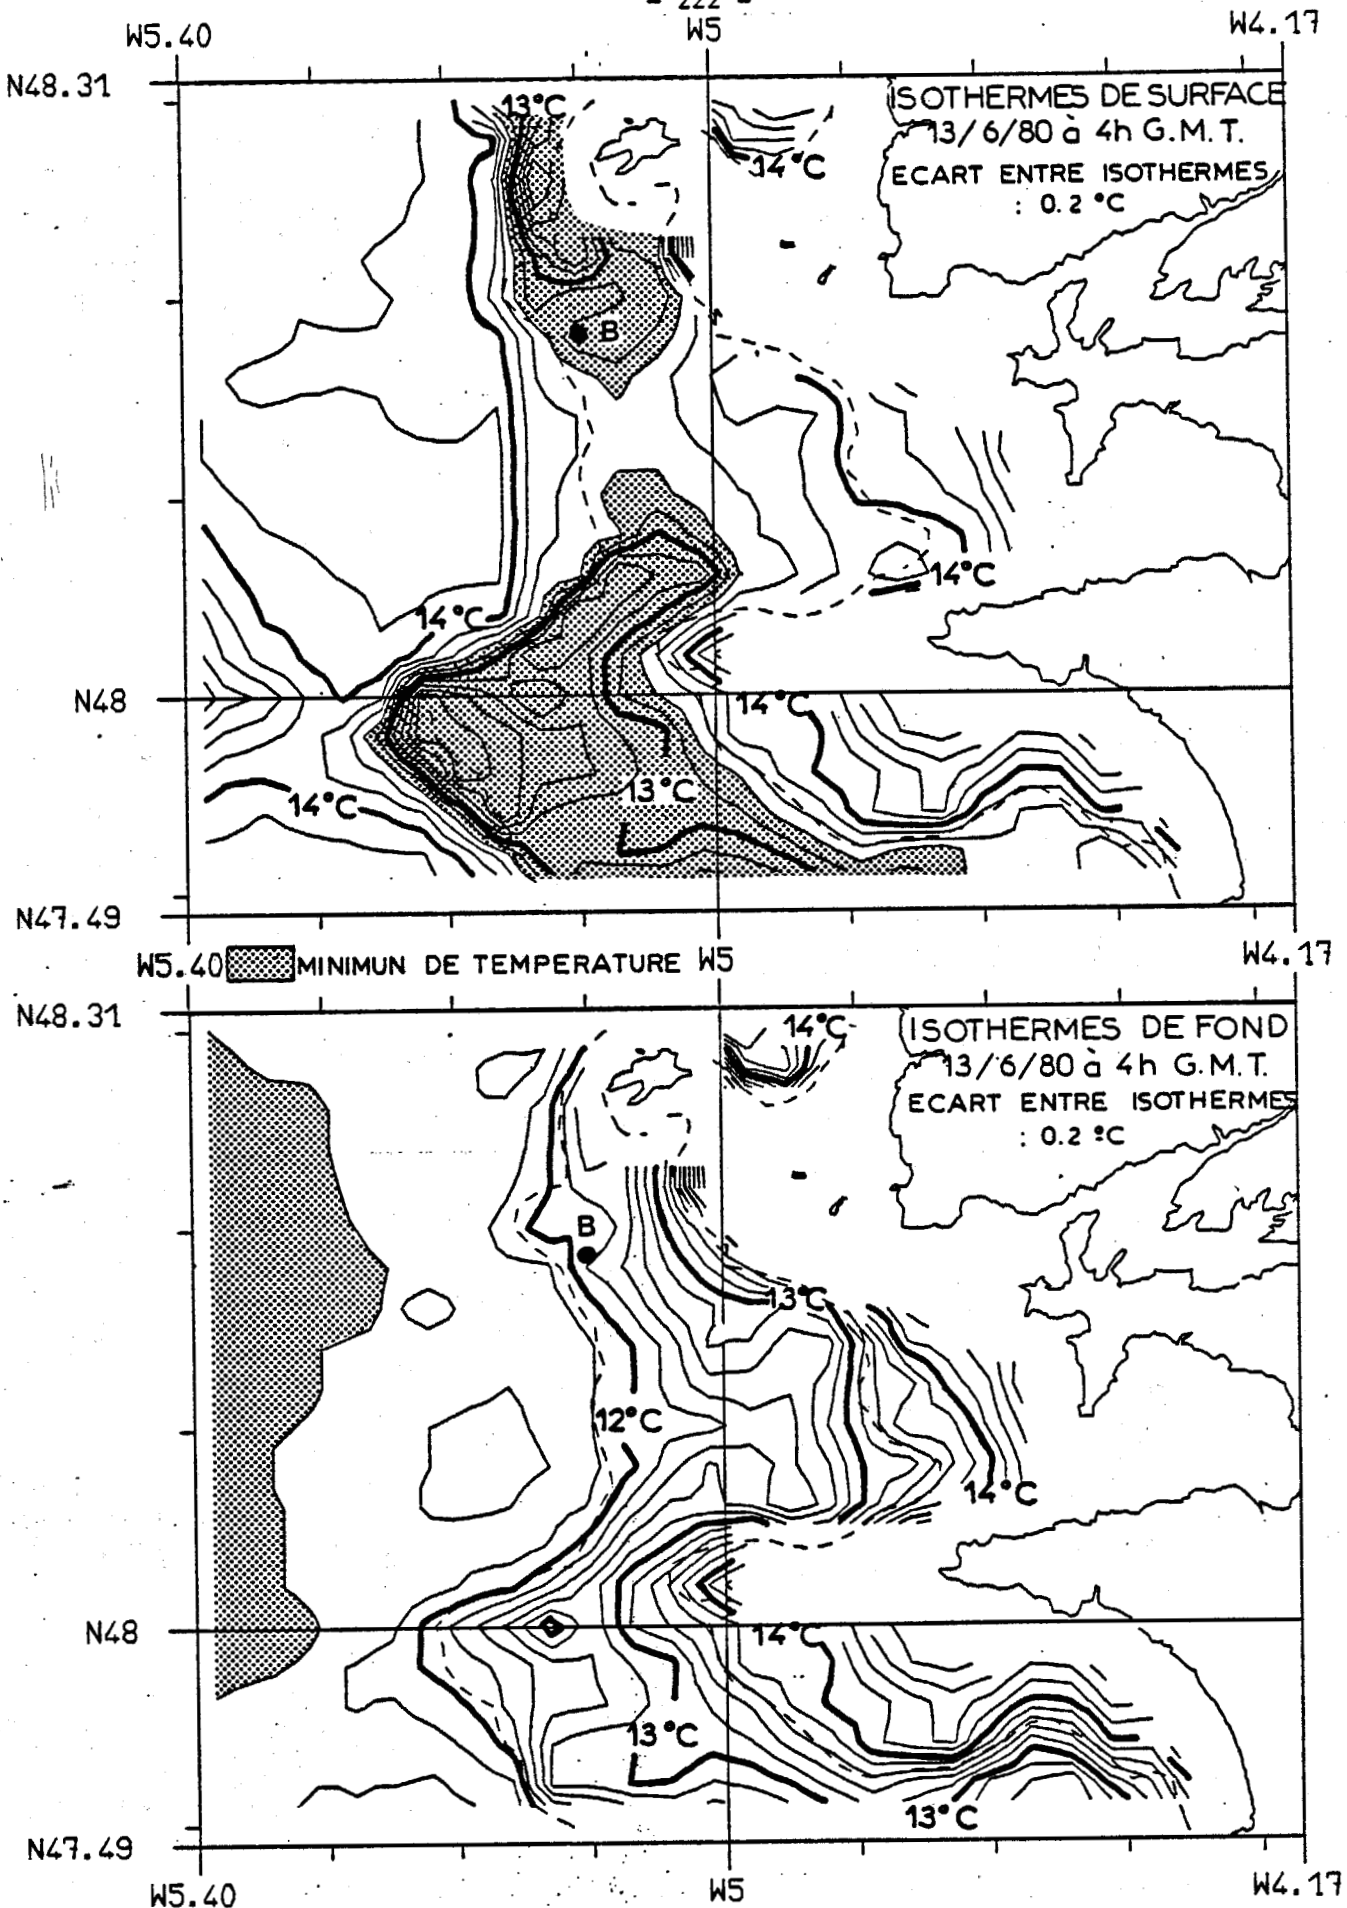 - 222 -
W5.40 W5 W4.17
N48.31
13°C
ISOTHERMES DE SURFACE
13/6/80 à 4h G.M.T.
14°C
ECART ENTRE ISOTHERMES
: 0.2 °C
B
14°C
14°C
N48
14°C
13°C
14°C
N47.49
W5.40 MINIMUN DE TEMPERATURE W5 W4.17
N48.31
14°C
ISOTHERMES DE FOND
13/6/80 à 4h G.M.T.
ECART ENTRE ISOTHERMES
: 0.2 °C
B
13°C
12°C
14°C
N48
14°C
13°C
13°C
N47.49
W5.40 W5 W4.17